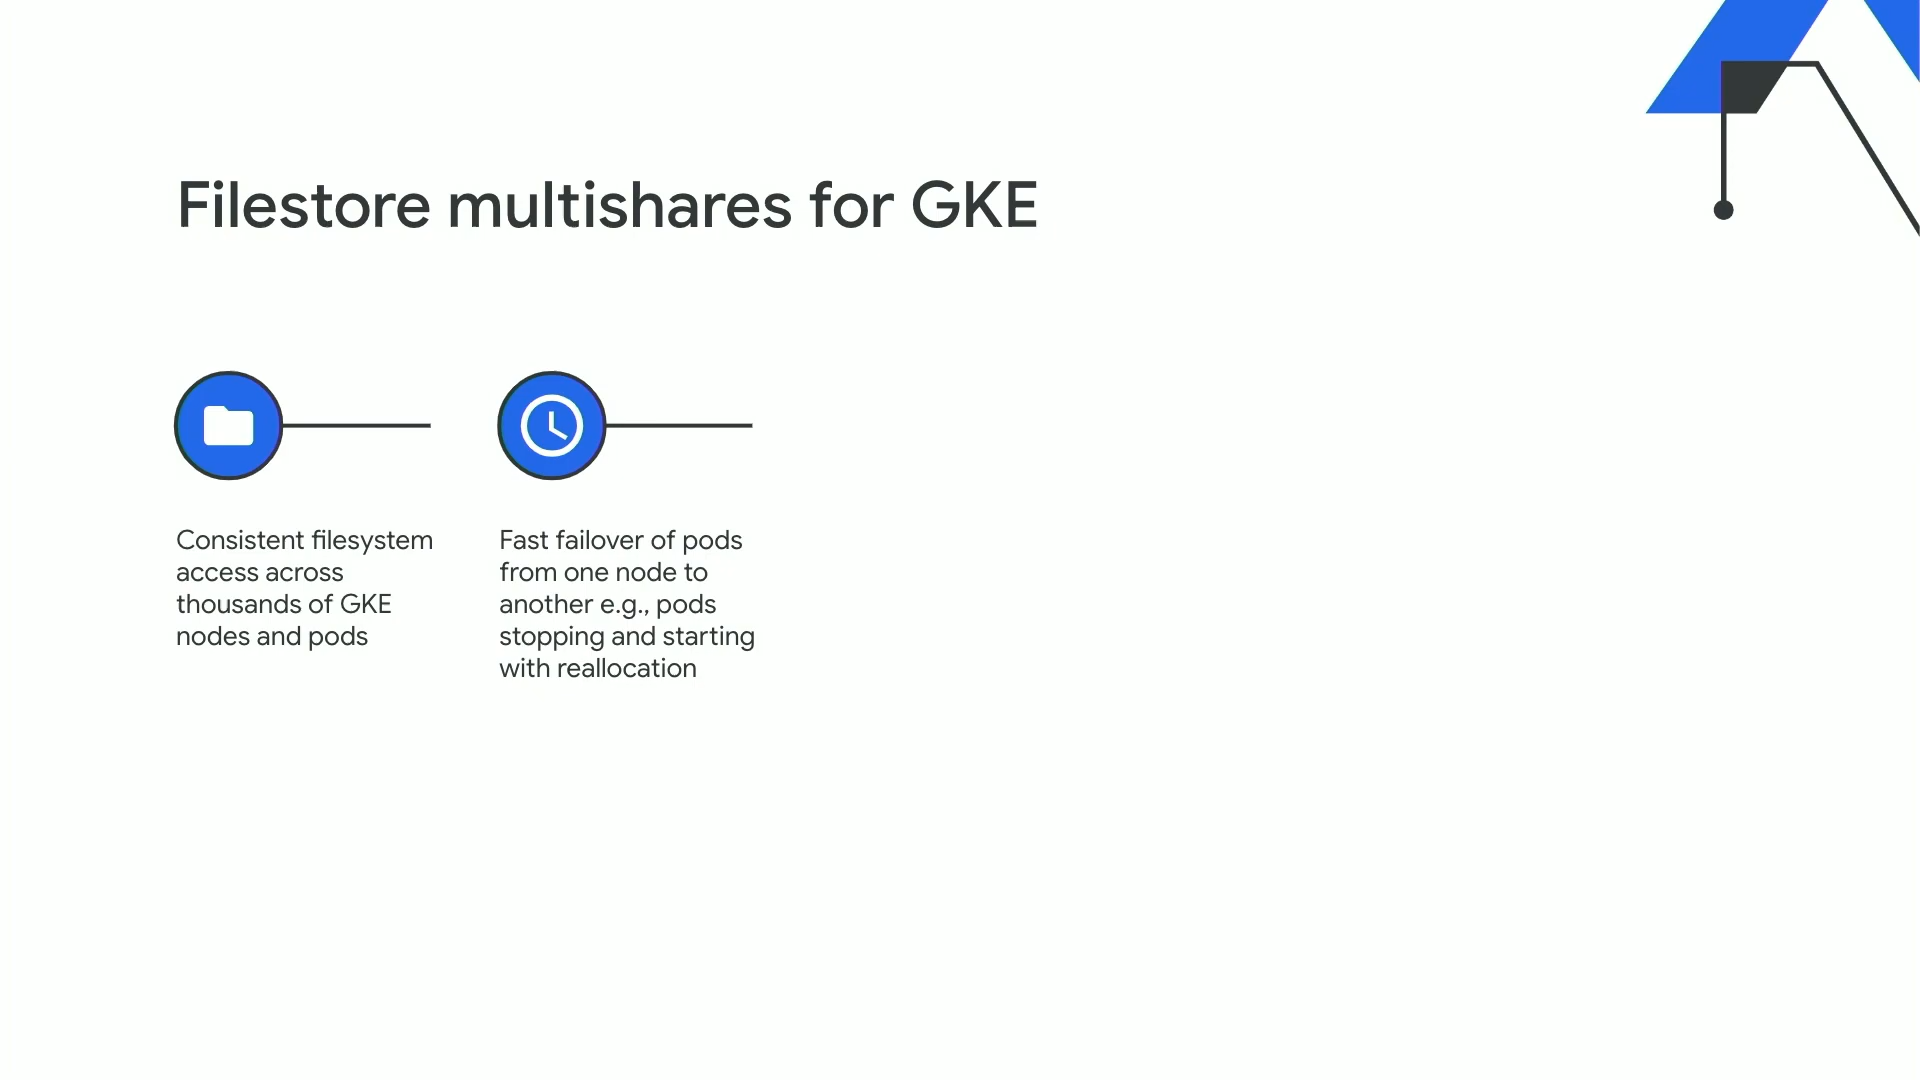 Filestore multishares for GKE
Consistent filesystem
access across
thousands of GKE
nodes and pods
Fast failover of pods
from one node to
another e.g., pods
stopping and starting
with reallocation